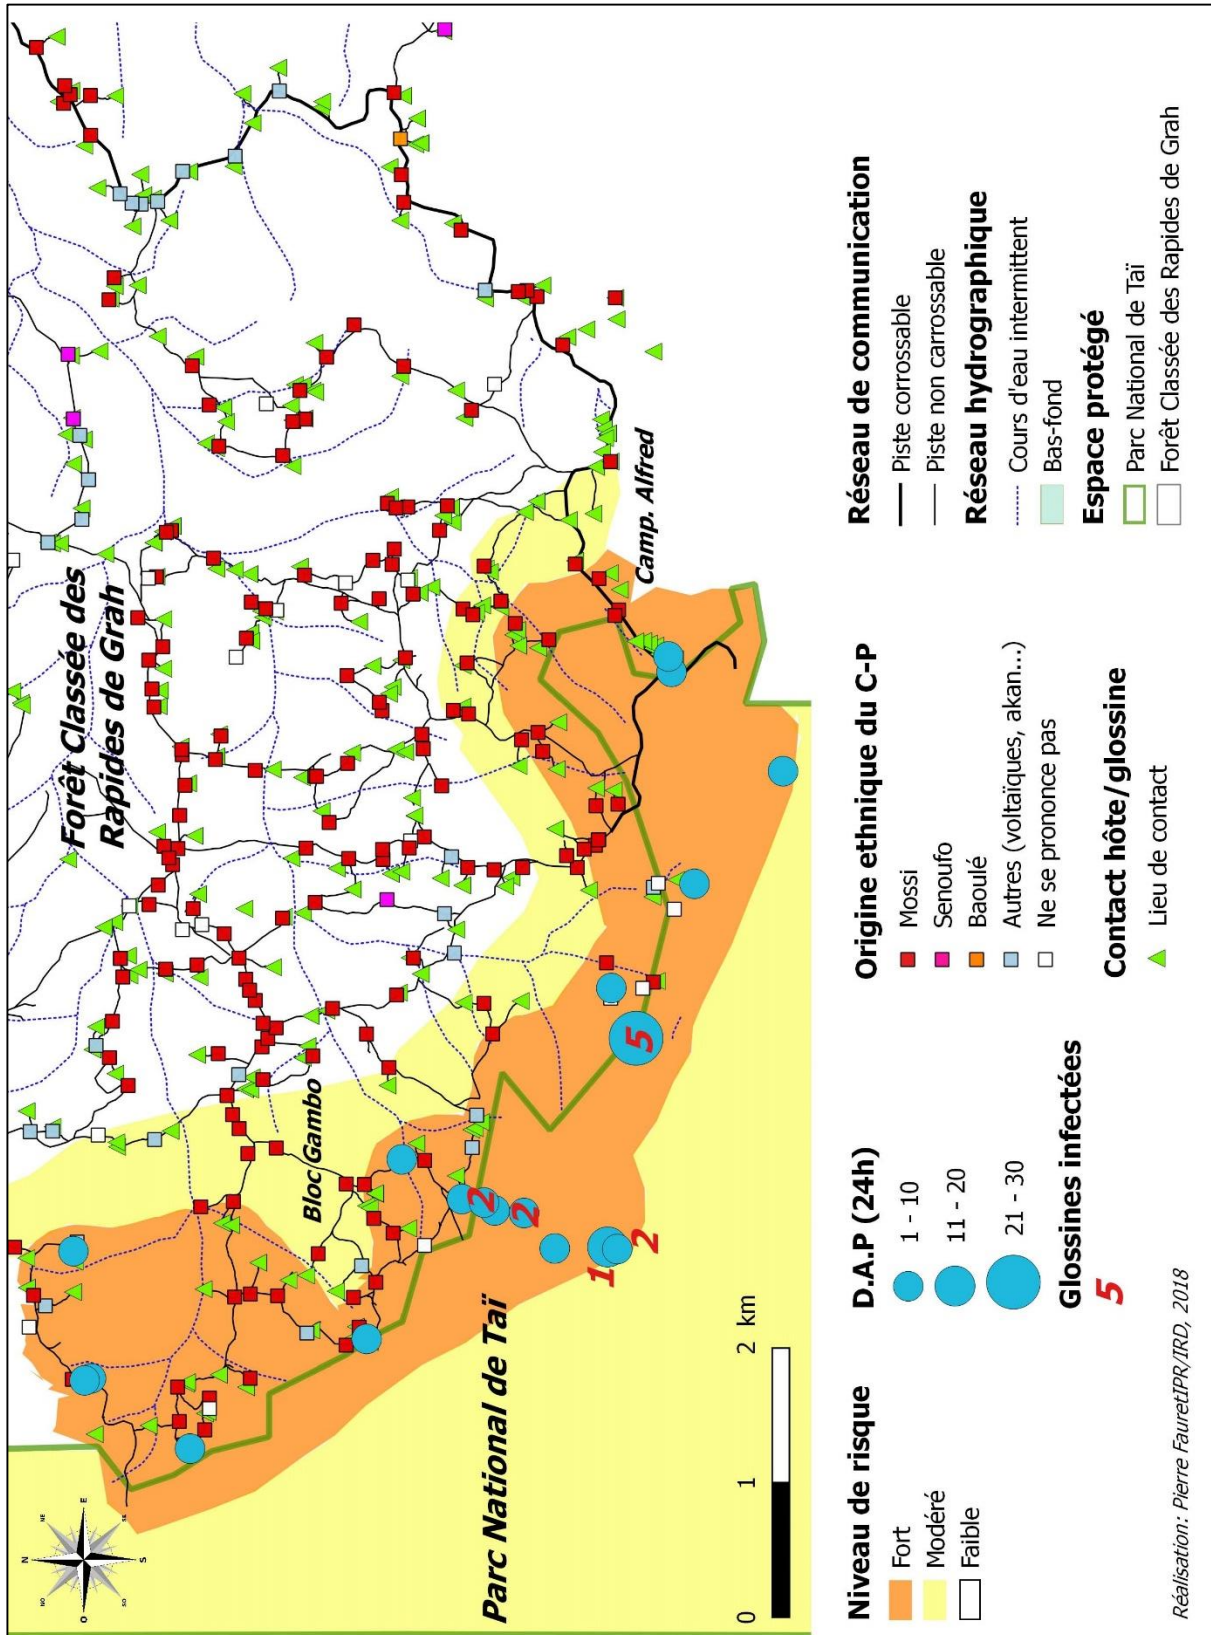 N
NE
E
SE
S
SO
O
NO
Forêt Classée des
Rapides de Grah
Bloc Gambo
Camp. Alfred
Parc National de Taï
2
2
1
2
5
0
1
2 km
Niveau de risque
Fort
Modéré
Faible
D.A.P (24h)
1 - 10
11 - 20
21 - 30
Glossines infectées
5
Origine ethnique du C-P
Mossi
Senoufo
Baoulé
Autres (voltaïques, akan...)
Ne se prononce pas
Contact hôte/glossine
Lieu de contact
Réseau de communication
Piste corrossable
Piste non carrossable
Réseau hydrographique
Cours d'eau intermittent
Bas-fond
Espace protégé
Parc National de Taï
Forêt Classée des Rapides de Grah
Réalisation: Pierre FauretIPR/IRD, 2018